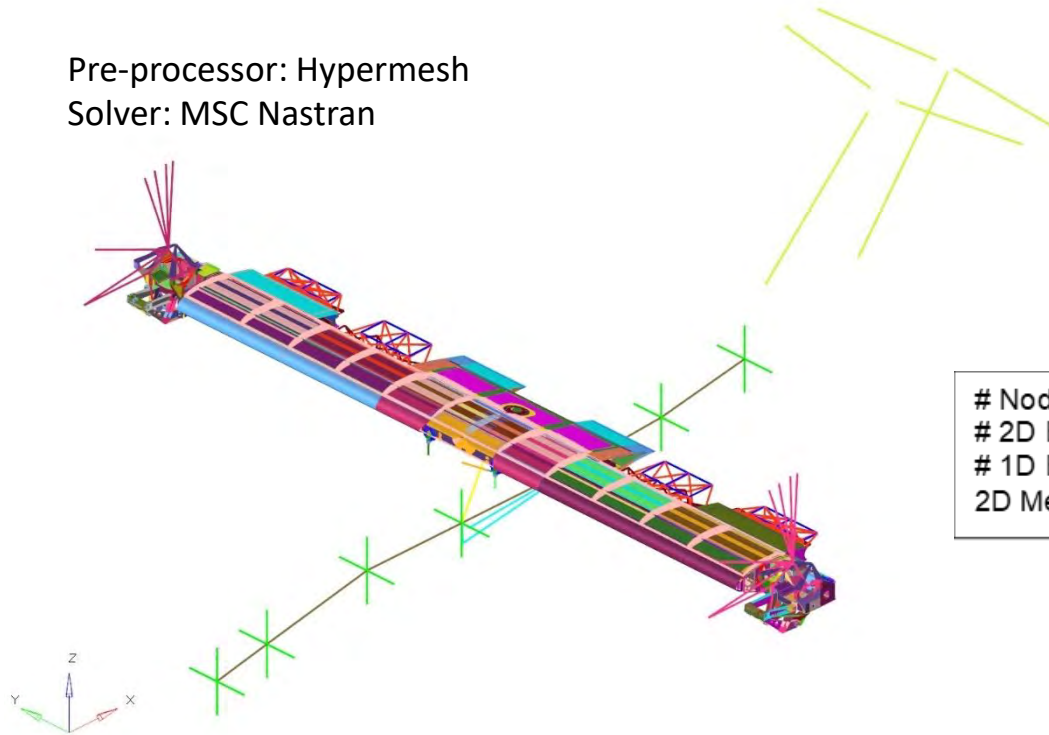 Pre-processor: Hypermesh
Solver: MSC Nastran
# Nod
# 2D
# 1D
2D Me
Z
Y
X